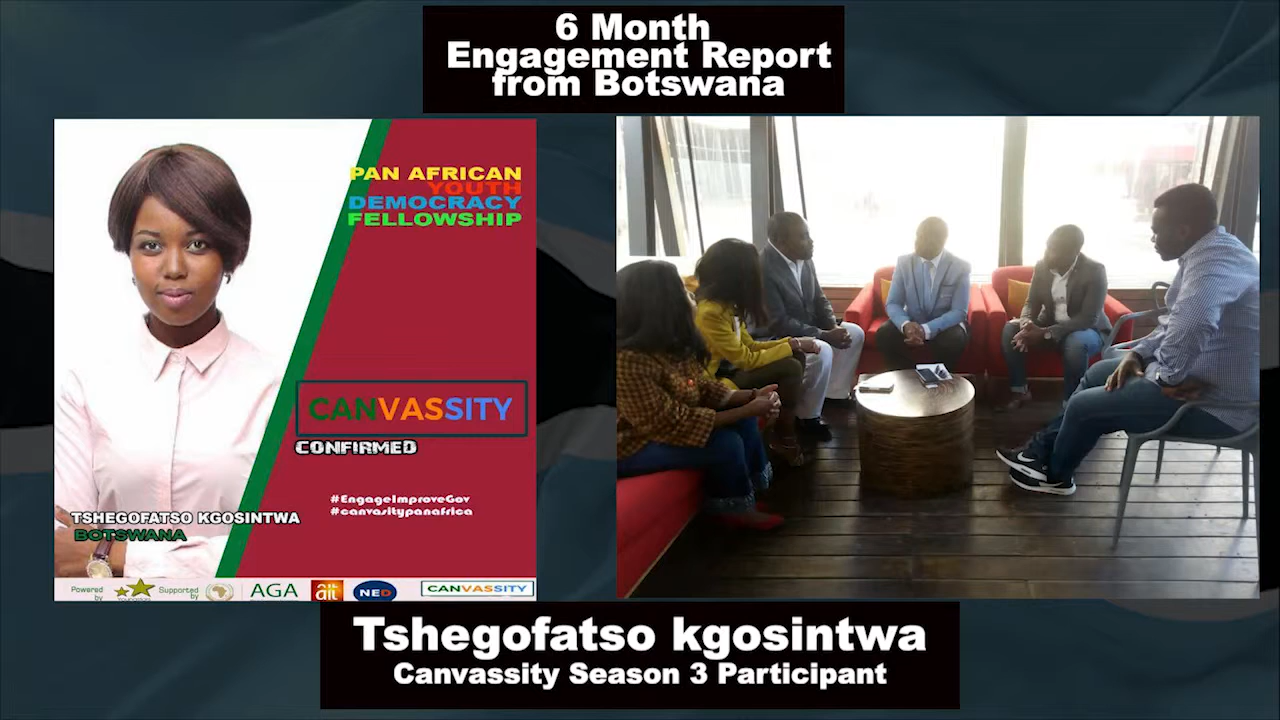 6 Month
Engagement Report
from Botswana
PAN AFRICAN
YOUTH
DEMOCRACY
FELLOWSHIP
CANVASSITY
CONFIRMED
#EngageImproveGov
#canvasitypanafrica
TSHEGOFATSO KGOSINTWA
BOTSWANA
Powered
by
Supported
by
AGA
NED
CANVASSITY
Tshegofatso kgosintwa
Canvassity Season 3 Participant